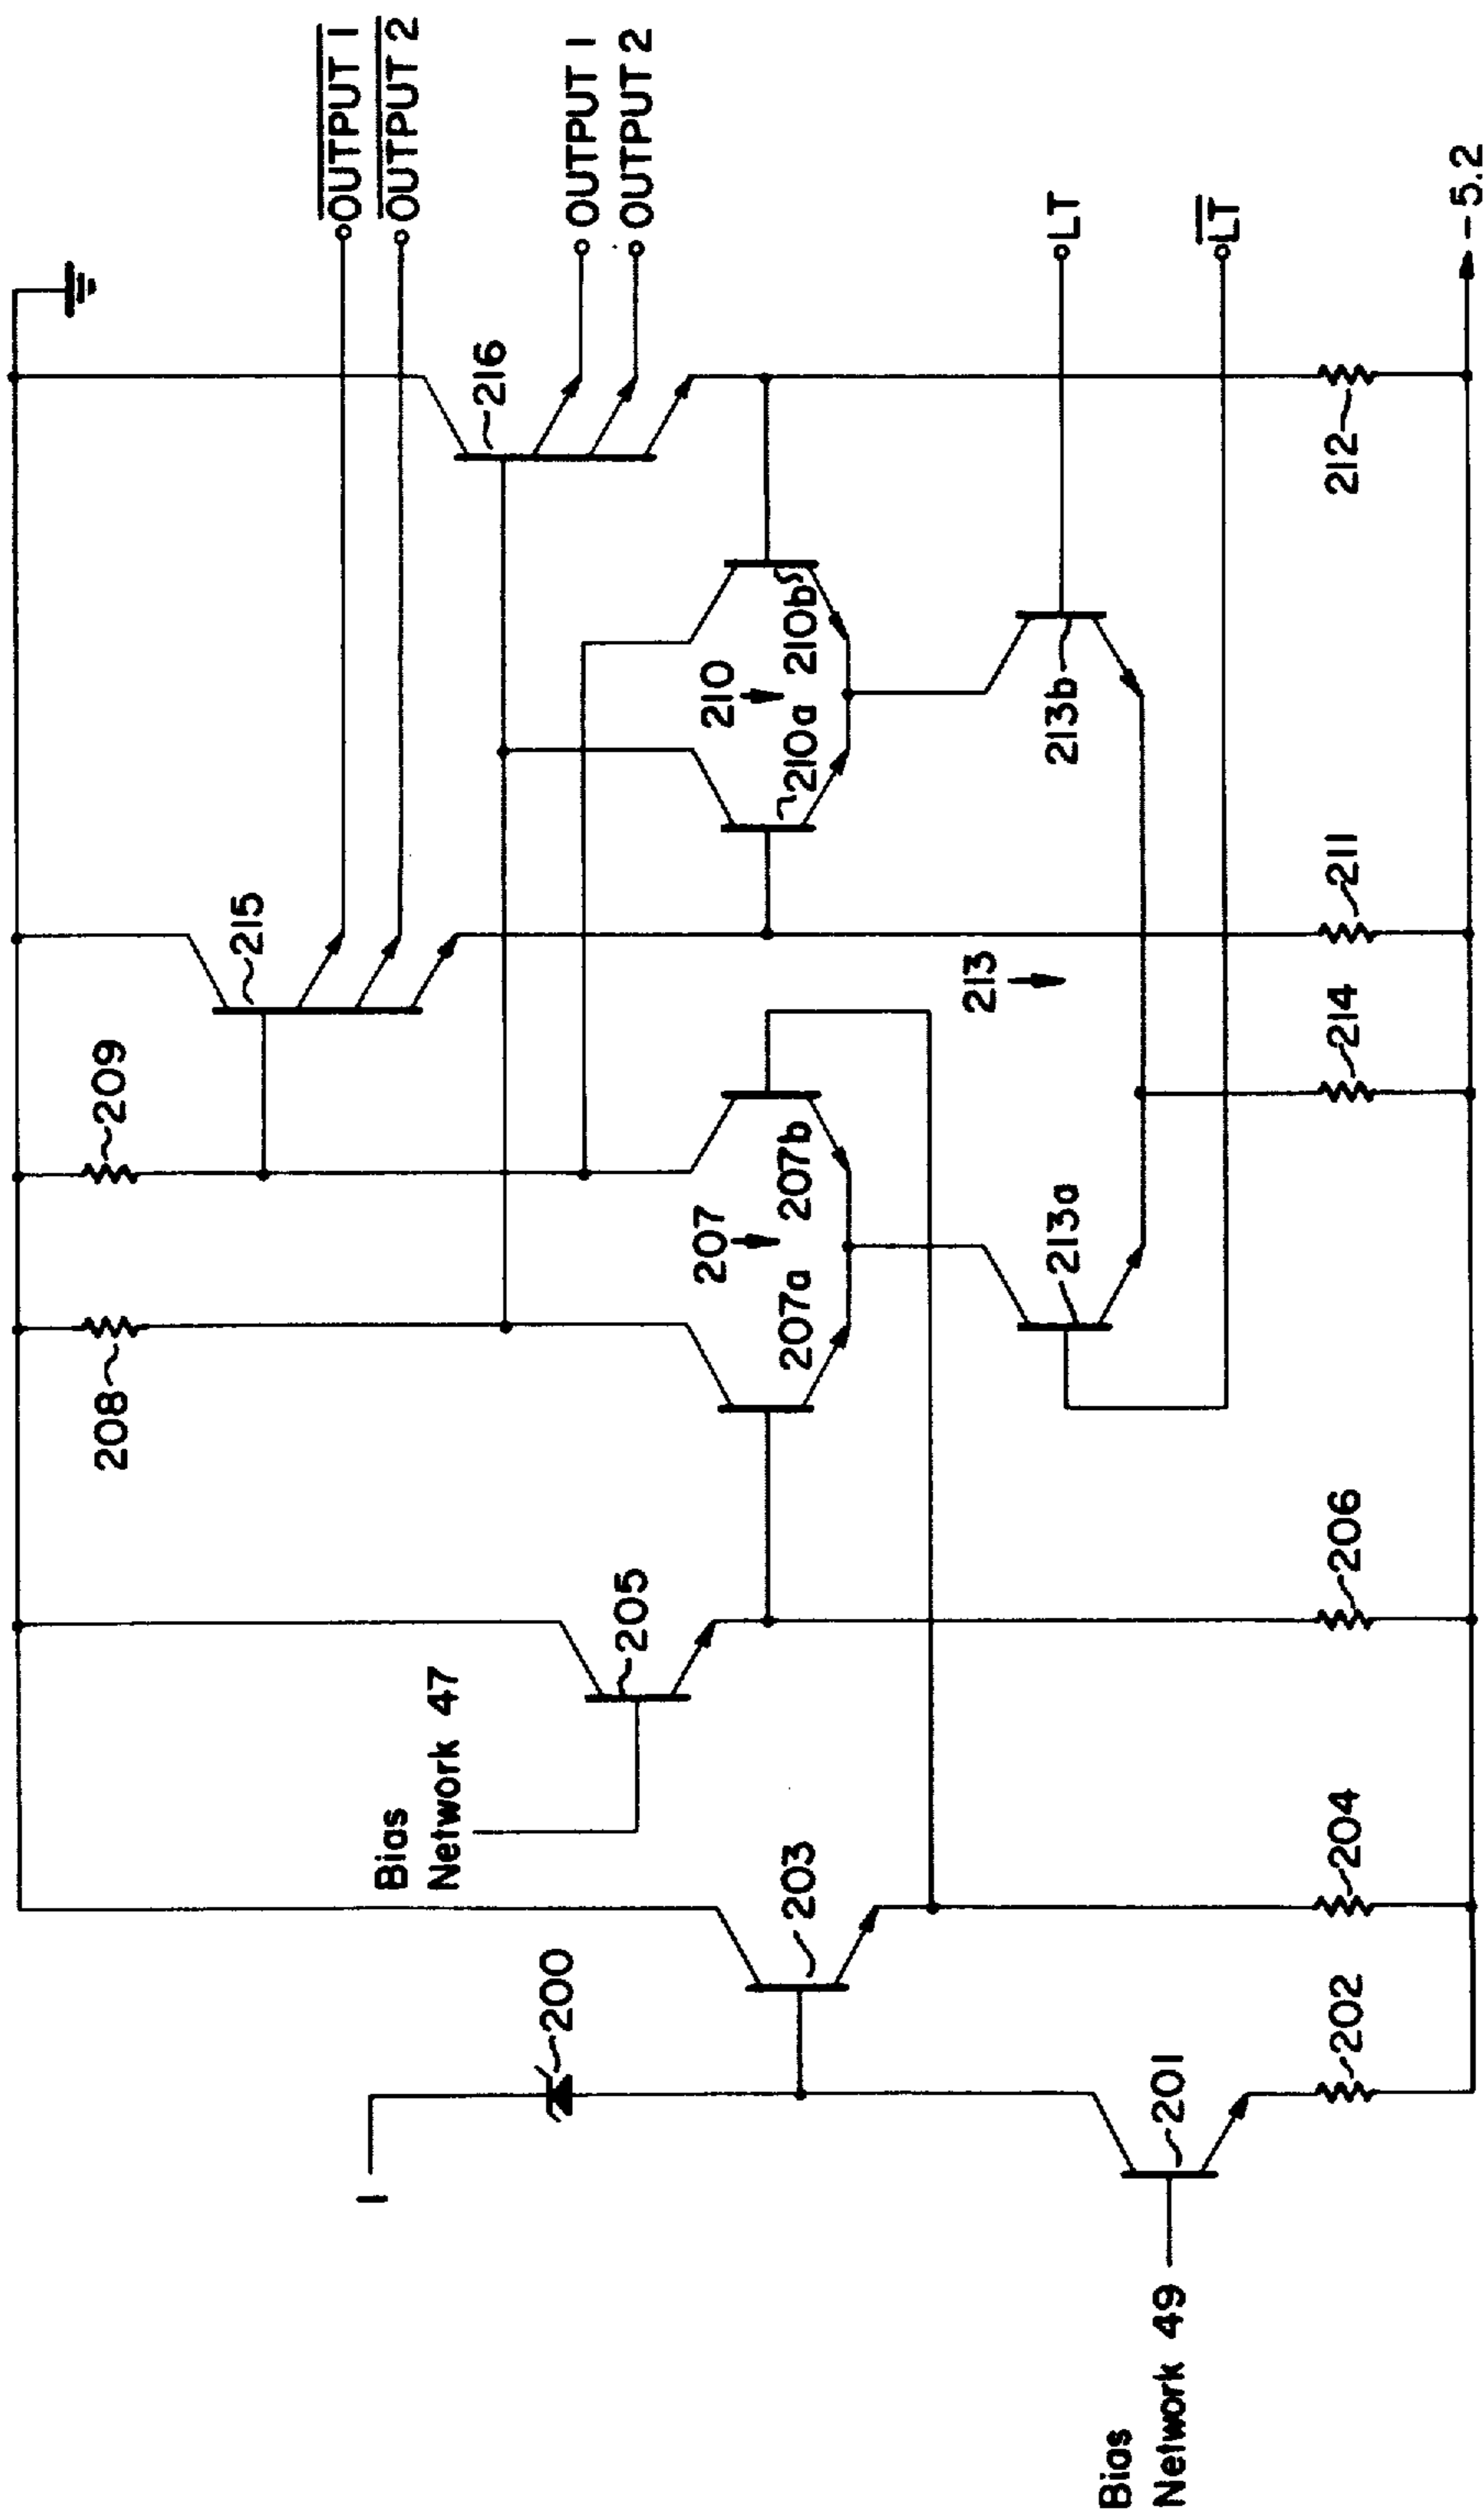 OUTPUT 1
OUTPUT 2
OUTPUT 1
OUTPUT 2
LT
LT
-5.2
216
212
210
210a
210b
213b
215
213
211
214
209
207
207a
207b
213a
208
205
206
Bias
Network 47
203
204
200
202
201
I
Bias
Network 49